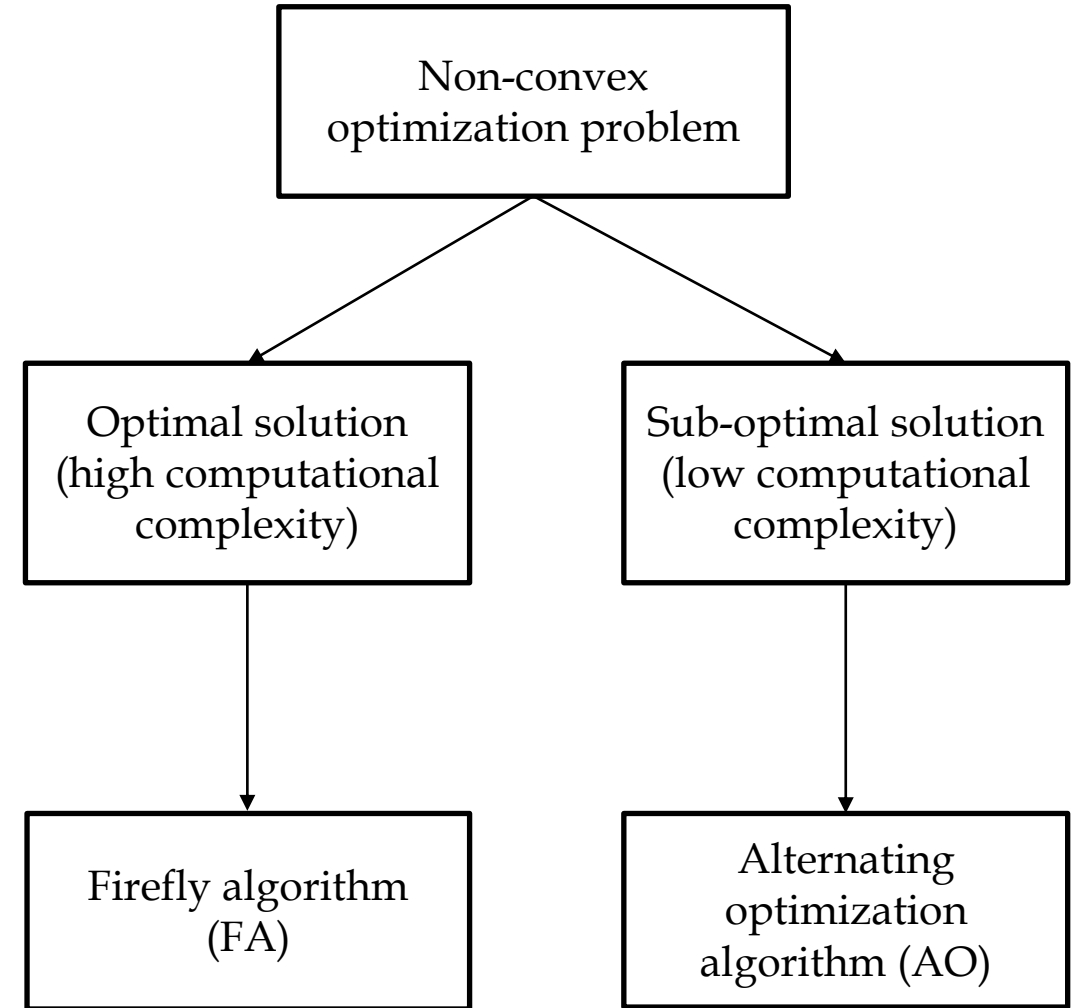 Non-convex
optimization problem
Optimal solution
(high computational
complexity)
Sub-optimal solution
(low computational
complexity)
Firefly algorithm
(FA)
Alternating
optimization
algorithm (AO)